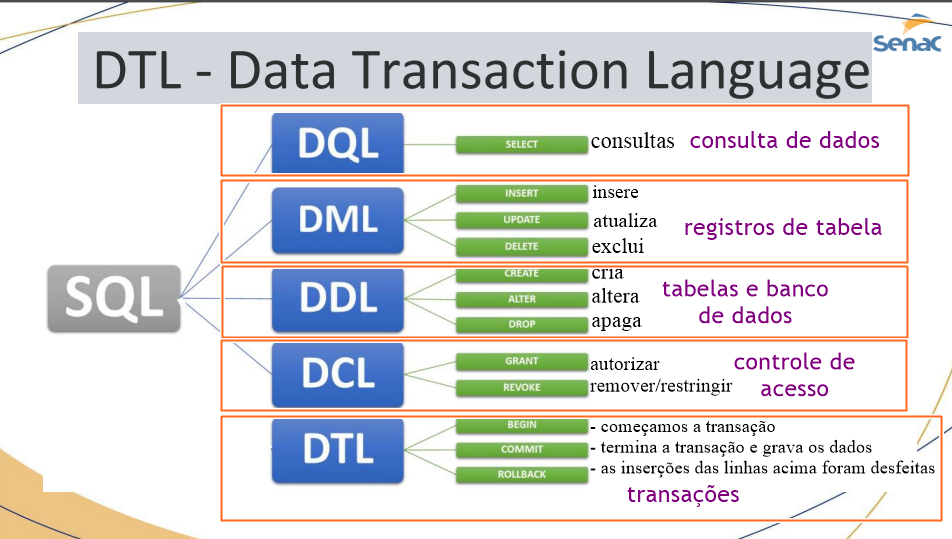 Senac
DTL - Data Transaction Language
SQL
DQL
SELECT consultas consulta de dados
DML
INSERT insere
UPDATE atualiza
DELETE exclui
registros de tabela
DDL
CREATE cria
ALTER altera
DROP apaga
tabelas e banco
de dados
DCL
GRANT autorizar
REVOKE remover/restringir
controle de
acesso
DTL
BEGIN - começamos a transação
COMMIT - termina a transação e grava os dados
ROLLBACK - as inserções das linhas acima foram desfeitas
transações